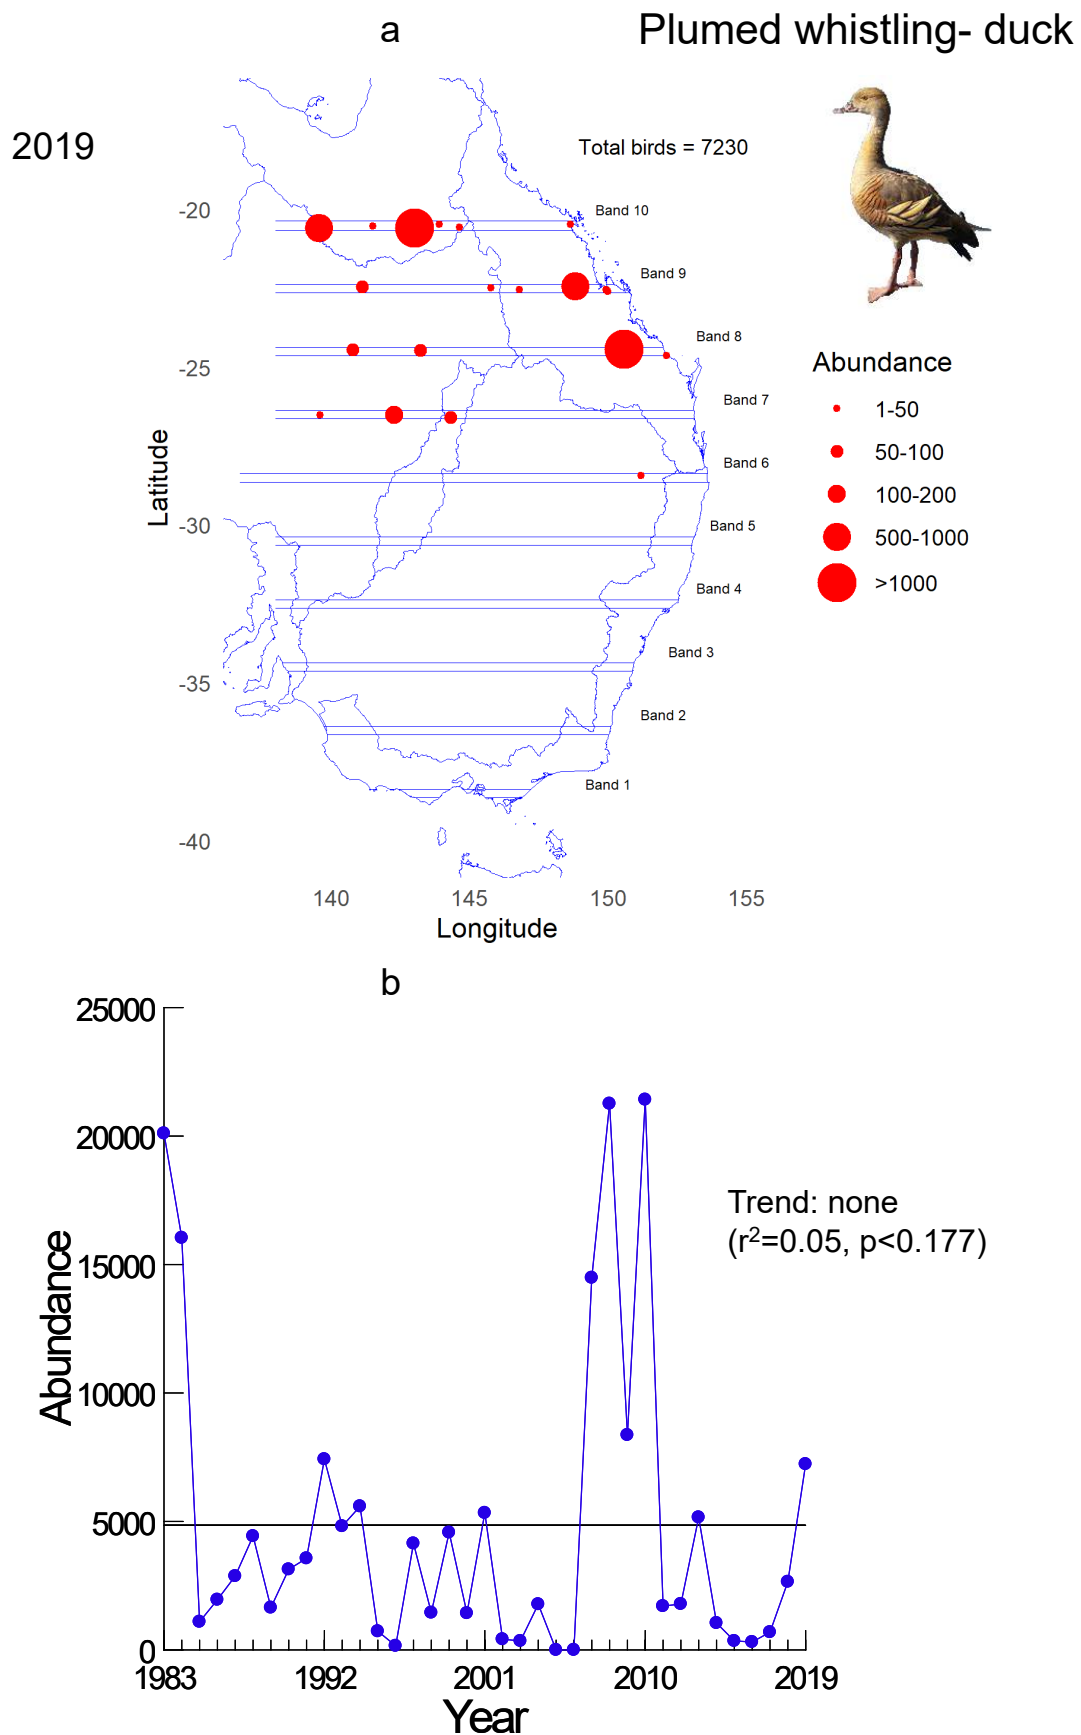 a
Plumed whistling- duck
2019
Total birds = 7230
-20
Band 10
Band 9
Band 8
-25
Abundance
Band 7
1-50
50-100
Latitude
Band 6
100-200
-30
Band 5
500-1000
Band 4
>1000
Band 3
-35
Band 2
Band 1
-40
140
145
150
155
Longitude
b
25000
20000
Trend: none
(r²=0.05, p<0.177)
15000
Abundance
10000
5000
0
1983
1992
2001
2010
2019
Year